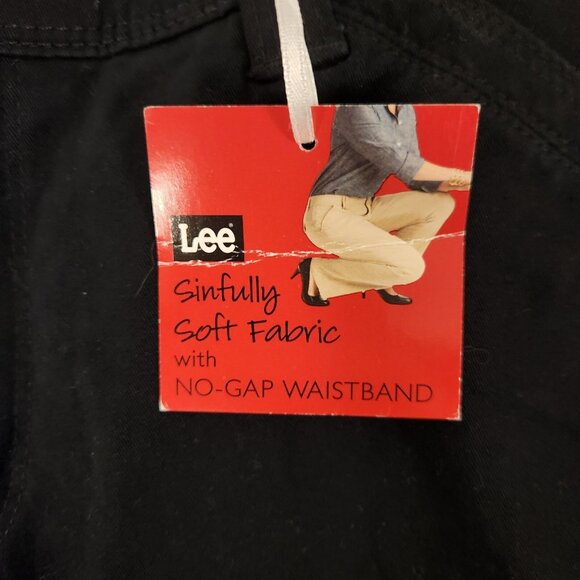 Lee
Sinfully
Soft Fabric
with
NO-GAP WAISTBAND